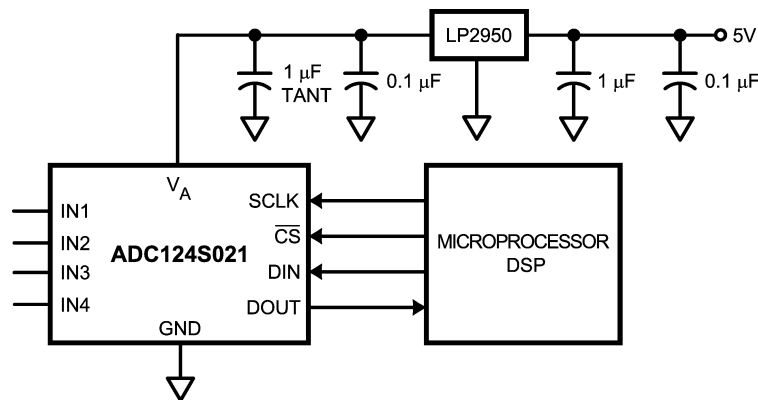 LP2950
5V
1 µF
TANT
0.1 µF
1 µF
0.1 µF
VA
IN1
IN2
IN3
IN4
ADC124S021
SCLK
C̅S̅
DIN
DOUT
GND
MICROPROCESSOR
DSP